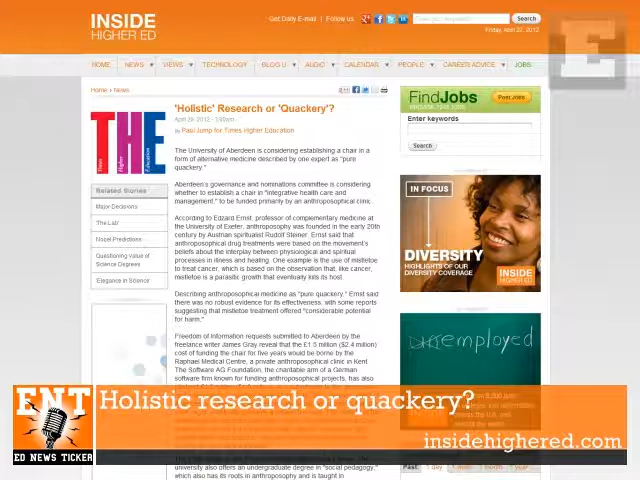 INSIDE
HIGHER ED
Get Daily E-mail | Follow us
Search
Friday, April 27, 2012
E
HOME NEWS VIEWS TECHNOLOGY BLOG U AUDIO CALENDAR PEOPLE CAREER ADVICE JOBS
Home » News
'Holistic' Research or 'Quackery'?
April 26, 2012 - 3:00am
By Paul Jump for Times Higher Education
THE
Times Higher Education
The University of Aberdeen is considering establishing a chair in a
form of alternative medicine described by one expert as "pure
quackery."
Aberdeen's governance and nominations committee is considering
whether to establish a chair in "integrative health care and
management," to be funded primarily by an anthroposophical clinic.
According to Edzard Ernst, professor of complementary medicine at
the University of Exeter, anthroposophy was founded in the early 20th
century by Austrian spiritualist Rudolf Steiner. Ernst said that
anthroposophical drug treatments were based on the movement's
beliefs about the interplay between physiological and spiritual
processes in illness and healing. One example is the use of mistletoe
to treat cancer, which is based on the observation that, like cancer,
mistletoe is a parasitic growth that eventually kills its host.
Describing anthroposophical medicine as "pure quackery," Ernst said
there was no robust evidence for its effectiveness, with some reports
suggesting that mistletoe treatment offered "considerable potential
for harm."
Freedom of Information requests submitted to Aberdeen by the
freelance writer James Gray reveal that the £1.5 million ($2.4 million)
cost of funding the chair for five years would be borne by the
Raphael Medical Centre, a private anthroposophical clinic in Kent.
The Software AG Foundation, the charitable arm of a German
software firm known for funding anthroposophical projects, has also
university also offers an undergraduate degree in "social pedagogy,"
which also has its roots in anthroposophy and is taught in
Related Stories
Major Decisions
The Lab
Nobel Predictions
Questioning Value of
Science Degrees
'Elegance in Science'
FindJobs
Post Jobs
Enter keywords
Search
IN FOCUS
DIVERSITY
HIGHLIGHTS OF OUR
DIVERSITY COVERAGE
INSIDE
HIGHER ED
employed
Past: 1 day 1 week 1 month 1 year
ENT
ED NEWS TICKER
Holistic research or quackery?
insidehighered.com